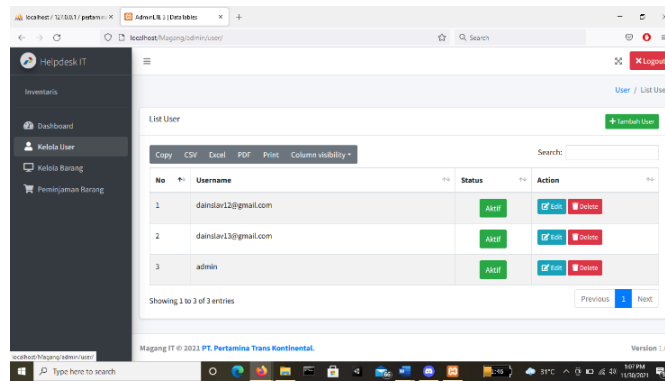 localhost / 127.0.0.1 / pertamin
AdminLTE 3 | DataTables
localhost/Magang/admin/user/
Search
Helpdesk IT
Logout
Inventaris
User / List Use
Dashboard
Kelola User
Kelola Barang
Peminjaman Barang
List User
Tambah User
Copy CSV Excel PDF Print Column visibility
Search:
No Username Status Action
1 dainslav12@gmail.com Aktif Edit Delete
2 dainslav13@gmail.com Aktif Edit Delete
3 admin Aktif Edit Delete
Showing 1 to 3 of 3 entries
Previous 1 Next
Magang IT © 2021 PT. Pertamina Trans Kontinental.
Version 1.
localhost/Magang/admin/user/
Type here to search
31°C
1:07 PM
11/30/2021